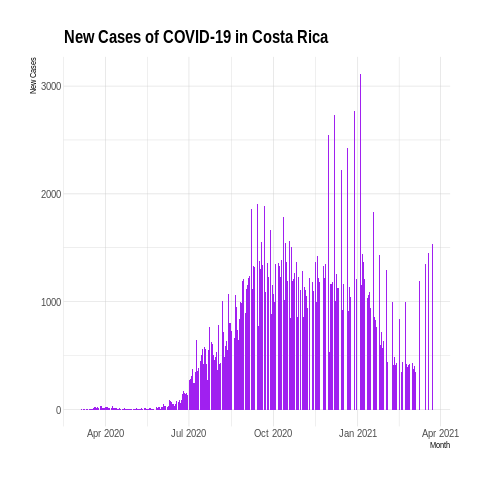 New Cases of COVID-19 in Costa Rica
New Cases
3000
2000
1000
0
Apr 2020
Jul 2020
Oct 2020
Jan 2021
Apr 2021
Month